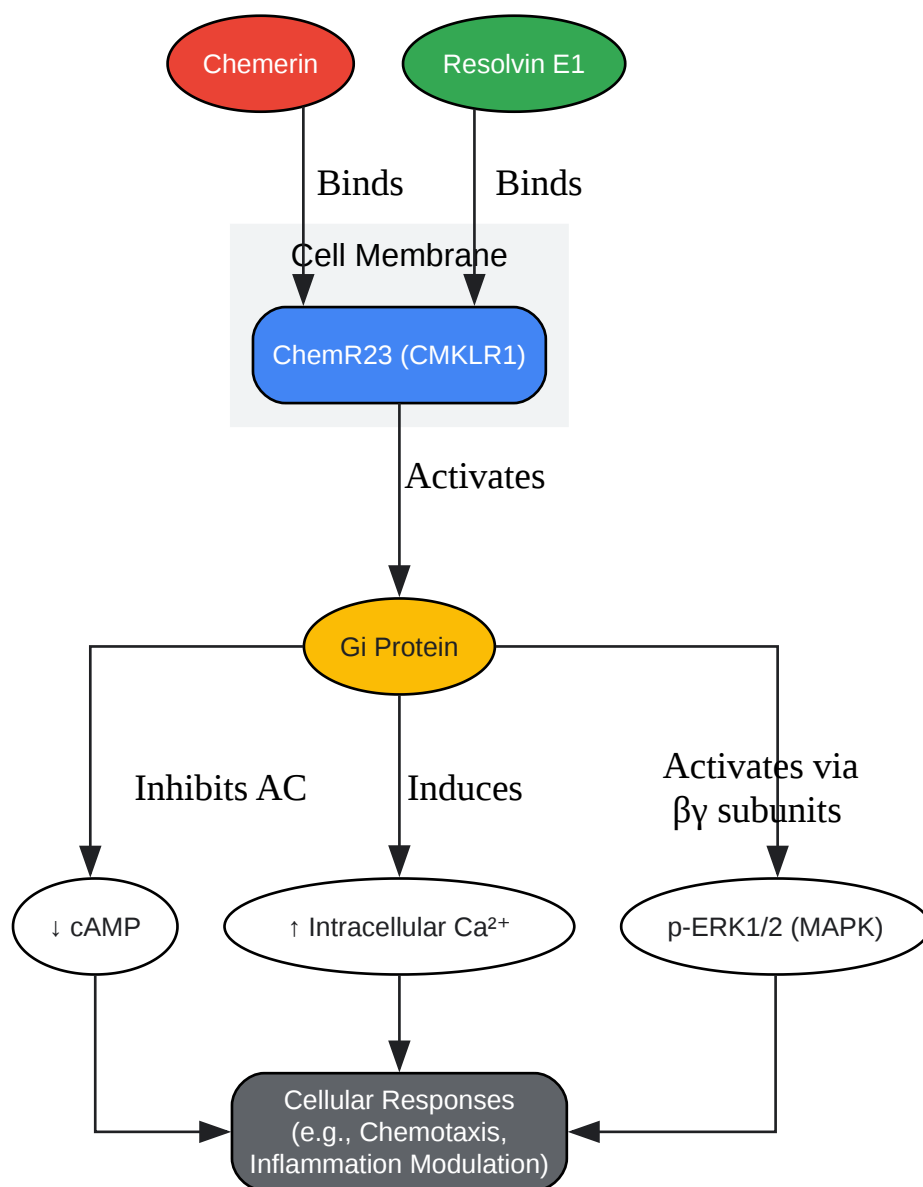 Chemerin
Resolvin E1
Binds
Binds
Cell Membrane
ChemR23 (CMKLR1)
Activates
Gi Protein
Inhibits AC
Induces
Activates via
βγ subunits
↓ cAMP
↑ Intracellular Ca²⁺
p-ERK1/2 (MAPK)
Cellular Responses
(e.g., Chemotaxis,
Inflammation Modulation)